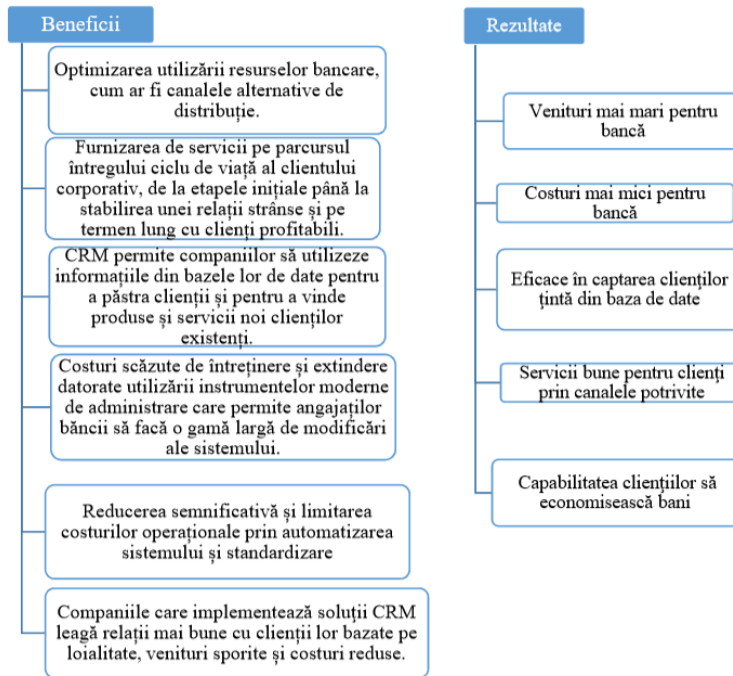 Beneficii
Optimizarea utilizării resurselor bancare,
cum ar fi canalele alternative de
distribuție.
Furnizarea de servicii pe parcursul
întregului ciclu de viață al clientului
corporativ, de la etapele inițiale până la
stabilirea unei relații strânse și pe
termen lung cu clienți profitabili.
CRM permite companiilor să utilizeze
informațiile din bazele lor de date pentru
a păstra clienții și pentru a vinde
produse și servicii noi clienților
existenți.
Costuri scăzute de întreținere și extindere
datorate utilizării instrumentelor moderne
de administrare care permite angajaților
băncii să facă o gamă largă de modificări
ale sistemului.
Reducerea semnificativă și limitarea
costurilor operaționale prin automatizarea
sistemului și standardizare
Companiile care implementează soluții CRM
leagă relații mai bune cu clienții lor bazate pe
loialitate, venituri sporite și costuri reduse.
Rezultate
Venituri mai mari pentru
bancă
Costuri mai mici pentru
bancă
Eficace în captarea clienților
țintă din baza de date
Servicii bune pentru clienți
prin canalele potrivite
Capabilitatea cliențiilor să
economisească bani